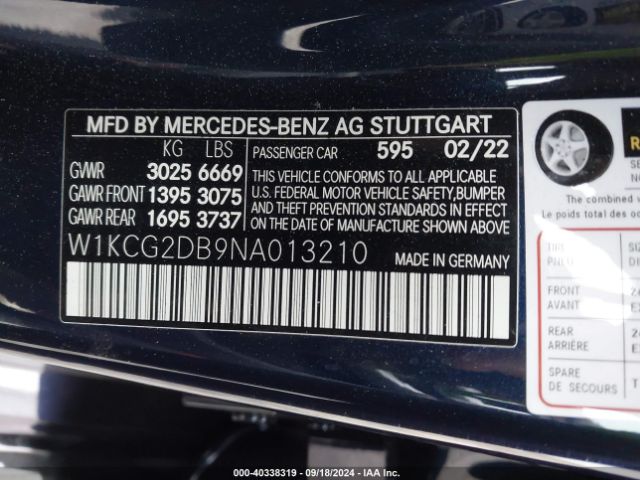 MFD BY MERCEDES-BENZ AG STUTTGART
KG LBS
GVWR 3025 6669
GAWR FRONT 1395 3075
GAWR REAR 1695 3737
PASSENGER CAR 595 02/22
THIS VEHICLE CONFORMS TO ALL APPLICABLE
U.S. FEDERAL MOTOR VEHICLE SAFETY, BUMPER
AND THEFT PREVENTION STANDARDS IN EFFECT
ON THE DATE OF MANUFACTURE SHOWN ABOVE.
W1KCG2DB9NA013210
MADE IN GERMANY
TIRE
PNEU
FRONT
AVANT
REAR
ARRIÈRE
SPARE
DE SECOURS
000-40338319 - 09/18/2024 - IAA Inc.